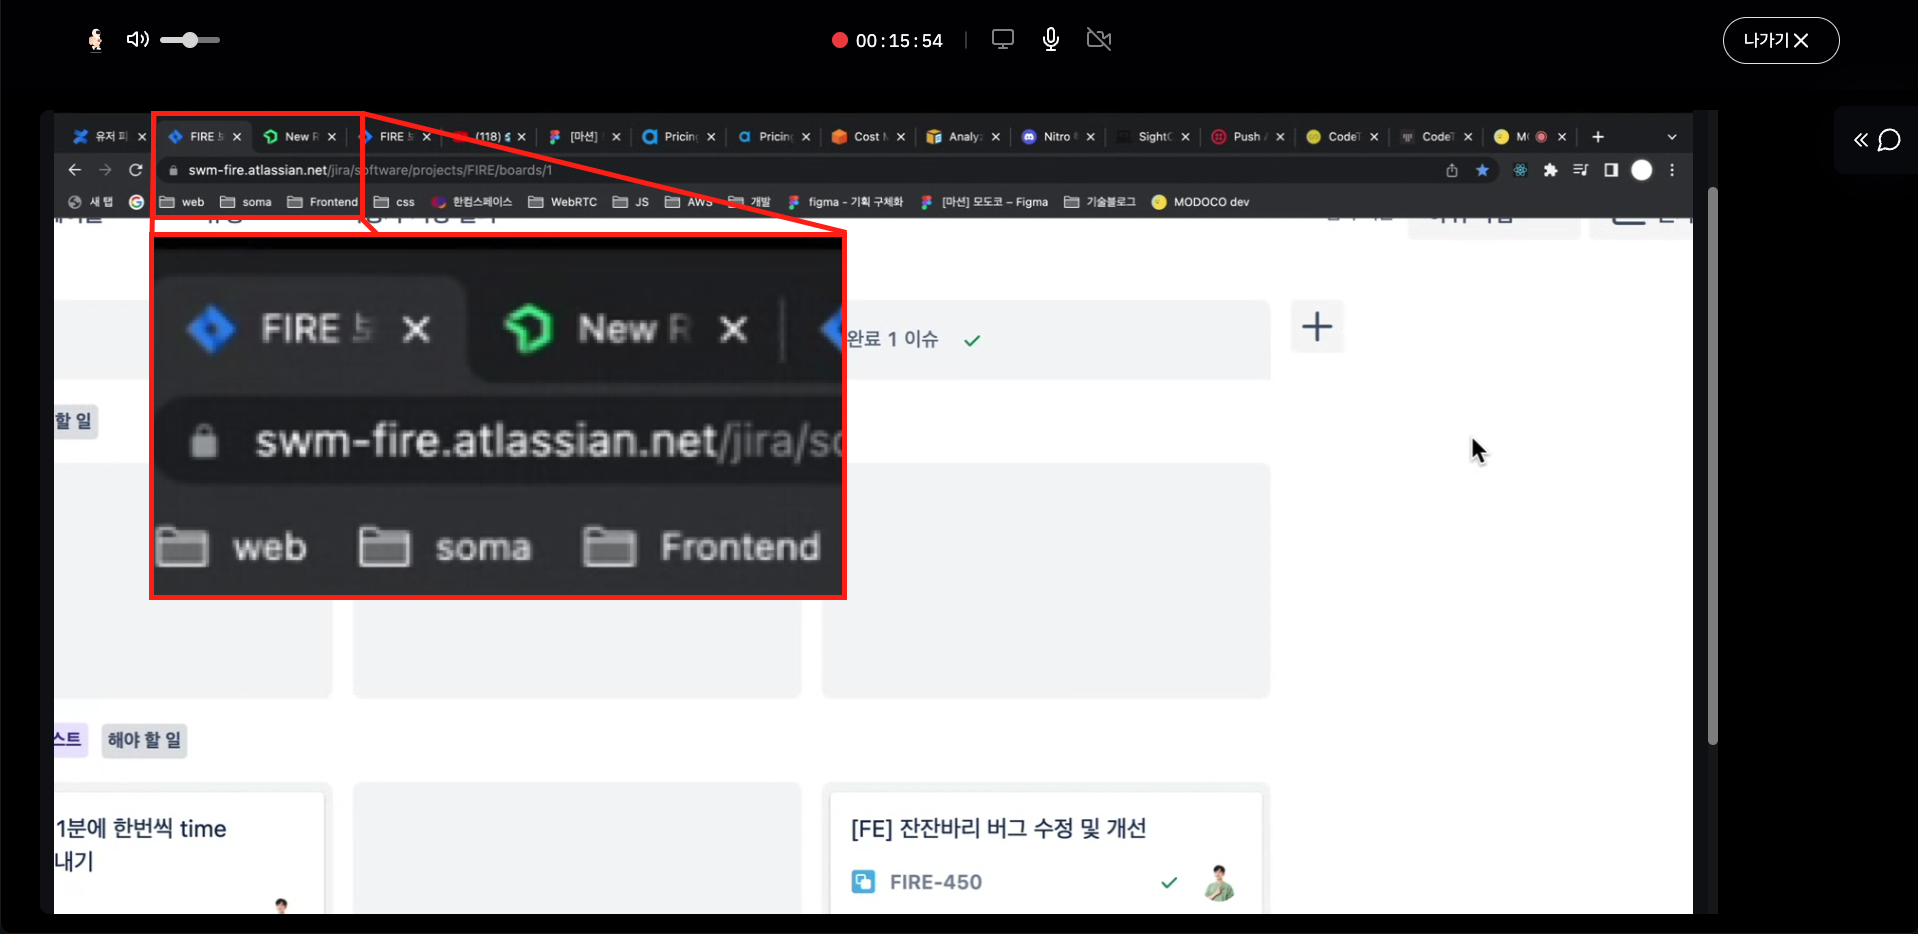 00:15:54
나가기
유저 피
FIRE
New R
FIRE
(118)
[마션]
Pricin
Pricin
Cost
Analy
Nitro
Sight
Push
CodeT
CodeT
swm-fire.atlassian.net/jira/software/projects/FIRE/boards/1
새 탭
web
soma
Frontend
css
한컴스페이스
WebRTC
JS
AWS
개발
figma - 기획 구체화
[마션] 모도코 – Figma
기술블로그
MODOCO dev
FIRE
New R
swm-fire.atlassian.net/jira/so
web
soma
Frontend
완료 1 이슈
할 일
스트
해야 할 일
1분에 한번씩 time
내기
[FE] 잔잔바리 버그 수정 및 개선
FIRE-450